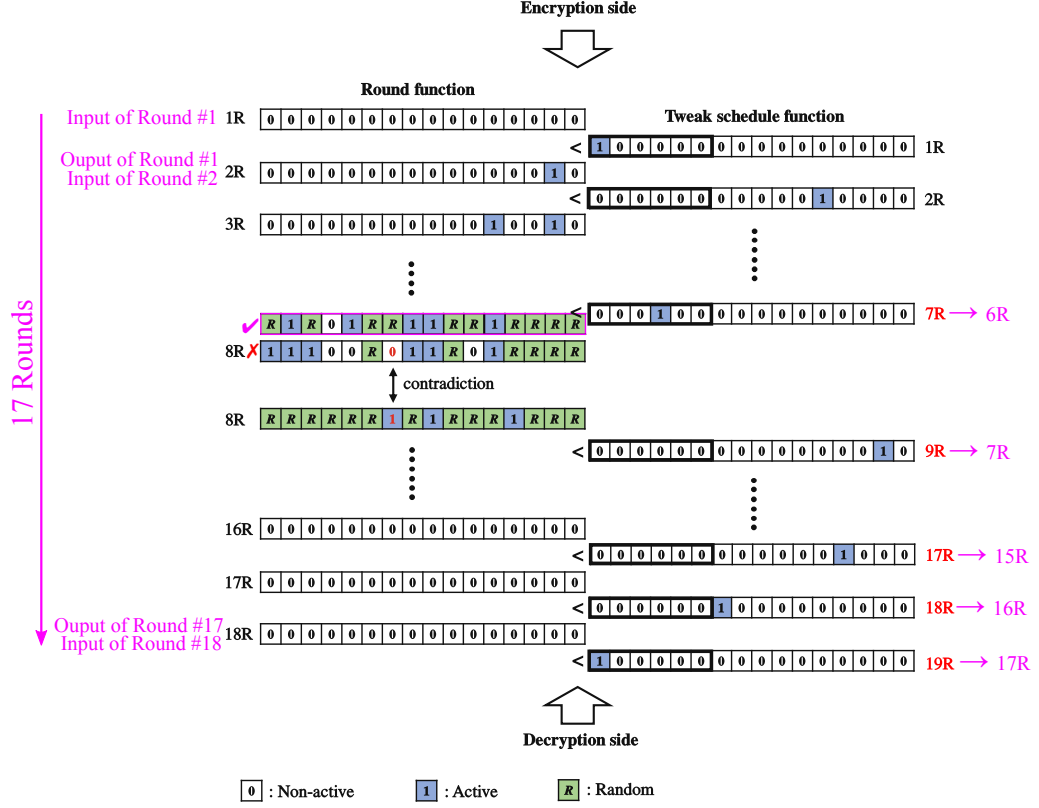 Encryption side
Round function
Tweak schedule function
Input of Round #1 1R 0 0 0 0 0 0 0 0 0 0 0 0 0 0 0 0
< 1 0 0 0 0 0 0 0 0 0 0 0 0 0 0 0 1R
Ouput of Round #1
Input of Round #2 2R 0 0 0 0 0 0 0 0 0 0 0 0 0 0 1 0
< 0 0 0 0 0 0 0 0 0 0 0 1 0 0 0 0 2R
3R 0 0 0 0 0 0 0 0 0 0 0 1 0 0 1 0
< 0 0 0 1 0 0 0 0 0 0 0 0 0 0 0 0 7R → 6R
✓ R 1 R 0 1 R R 1 1 R R 1 R R R R
8R ✗ 1 1 1 0 0 R 0 1 1 R 0 1 R R R R
contradiction
8R R R R R R R 1 R 1 R R R 1 R R R
< 0 0 0 0 0 0 0 0 0 0 0 0 0 0 1 0 9R → 7R
17 Rounds
16R 0 0 0 0 0 0 0 0 0 0 0 0 0 0 0 0
< 0 0 0 0 0 0 0 0 0 0 0 0 1 0 0 0 17R → 15R
17R 0 0 0 0 0 0 0 0 0 0 0 0 0 0 0 0
< 0 0 0 0 0 0 1 0 0 0 0 0 0 0 0 0 18R → 16R
Ouput of Round #17
Input of Round #18 18R 0 0 0 0 0 0 0 0 0 0 0 0 0 0 0 0
< 1 0 0 0 0 0 0 0 0 0 0 0 0 0 0 0 19R → 17R
Decryption side
0 : Non-active 1 : Active R : Random